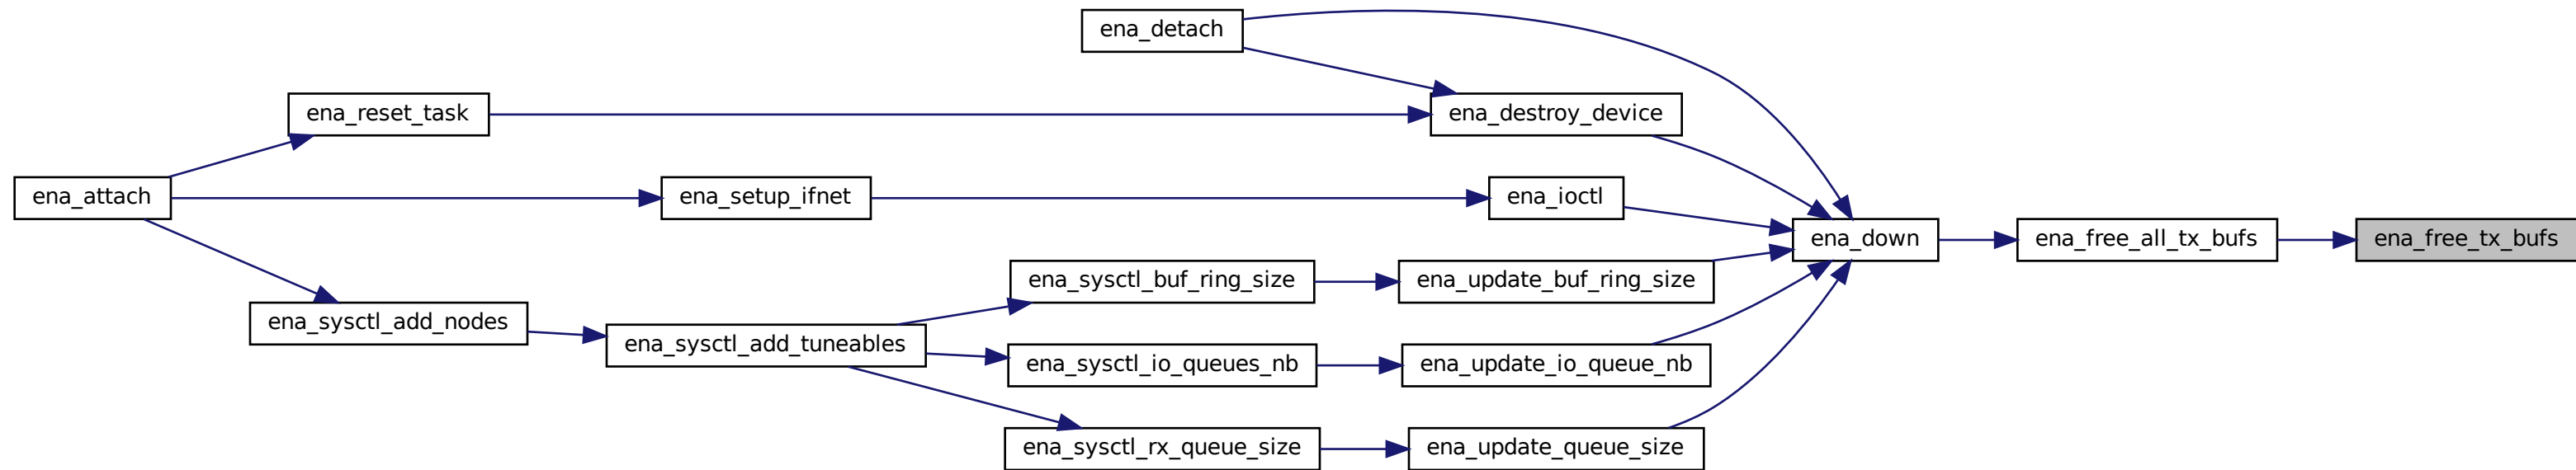 ena_detach
ena_reset_task
ena_destroy_device
ena_attach
ena_setup_ifnet
ena_ioctl
ena_down
ena_free_all_tx_bufs
ena_free_tx_bufs
ena_sysctl_buf_ring_size
ena_update_buf_ring_size
ena_sysctl_add_nodes
ena_sysctl_add_tuneables
ena_sysctl_io_queues_nb
ena_update_io_queue_nb
ena_sysctl_rx_queue_size
ena_update_queue_size